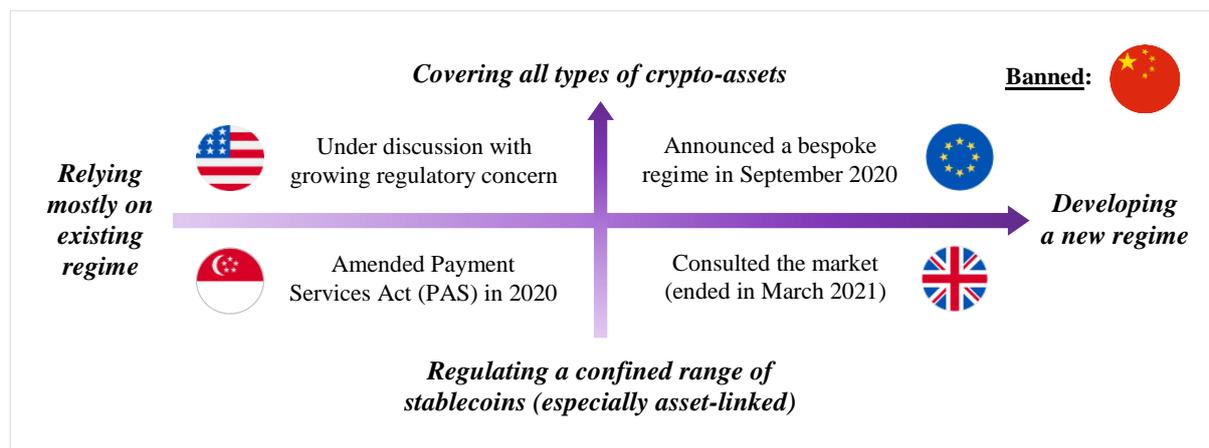 Covering all types of crypto-assets
Banned:
Under discussion with
growing regulatory concern
Announced a bespoke
regime in September 2020
Relying
mostly on
existing
regime
Developing
a new regime
Amended Payment
Services Act (PAS) in 2020
Consulted the market
(ended in March 2021)
Regulating a confined range of
stablecoins (especially asset-linked)